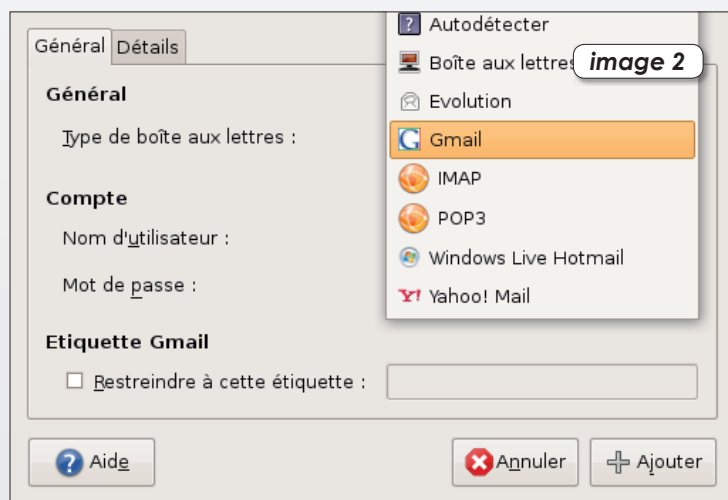 Général Détails
Général
Type de boîte aux lettres :
Autodétecter
Boîte aux lettres
image 2
Evolution
Gmail
IMAP
POP3
Windows Live Hotmail
Yahoo! Mail
Compte
Nom d'utilisateur :
Mot de passe :
Etiquette Gmail
Restreindre à cette étiquette :
Aide
Annuler
Ajouter